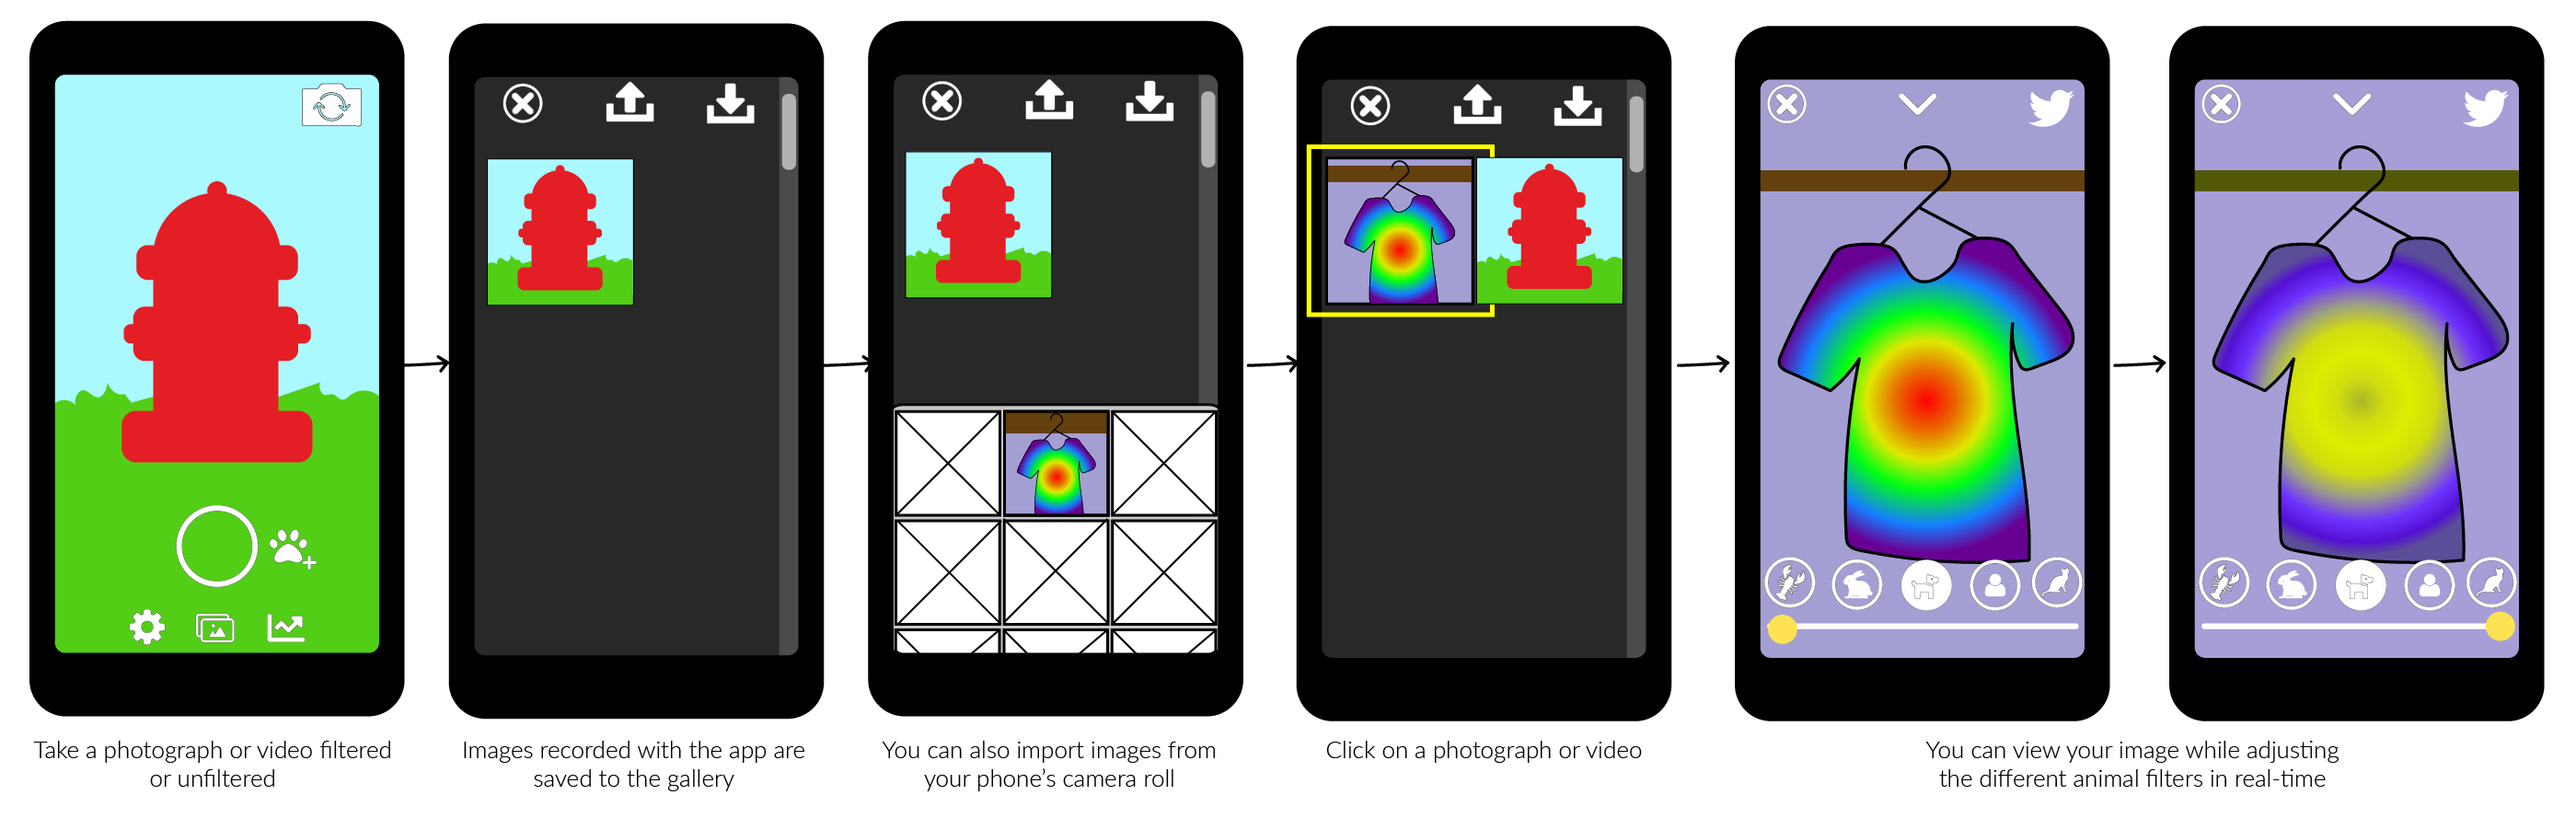 Take a photograph or video filtered
or unfiltered
Images recorded with the app are
saved to the gallery
You can also import images from
your phone's camera roll
Click on a photograph or video
You can view your image while adjusting
the different animal filters in real-time